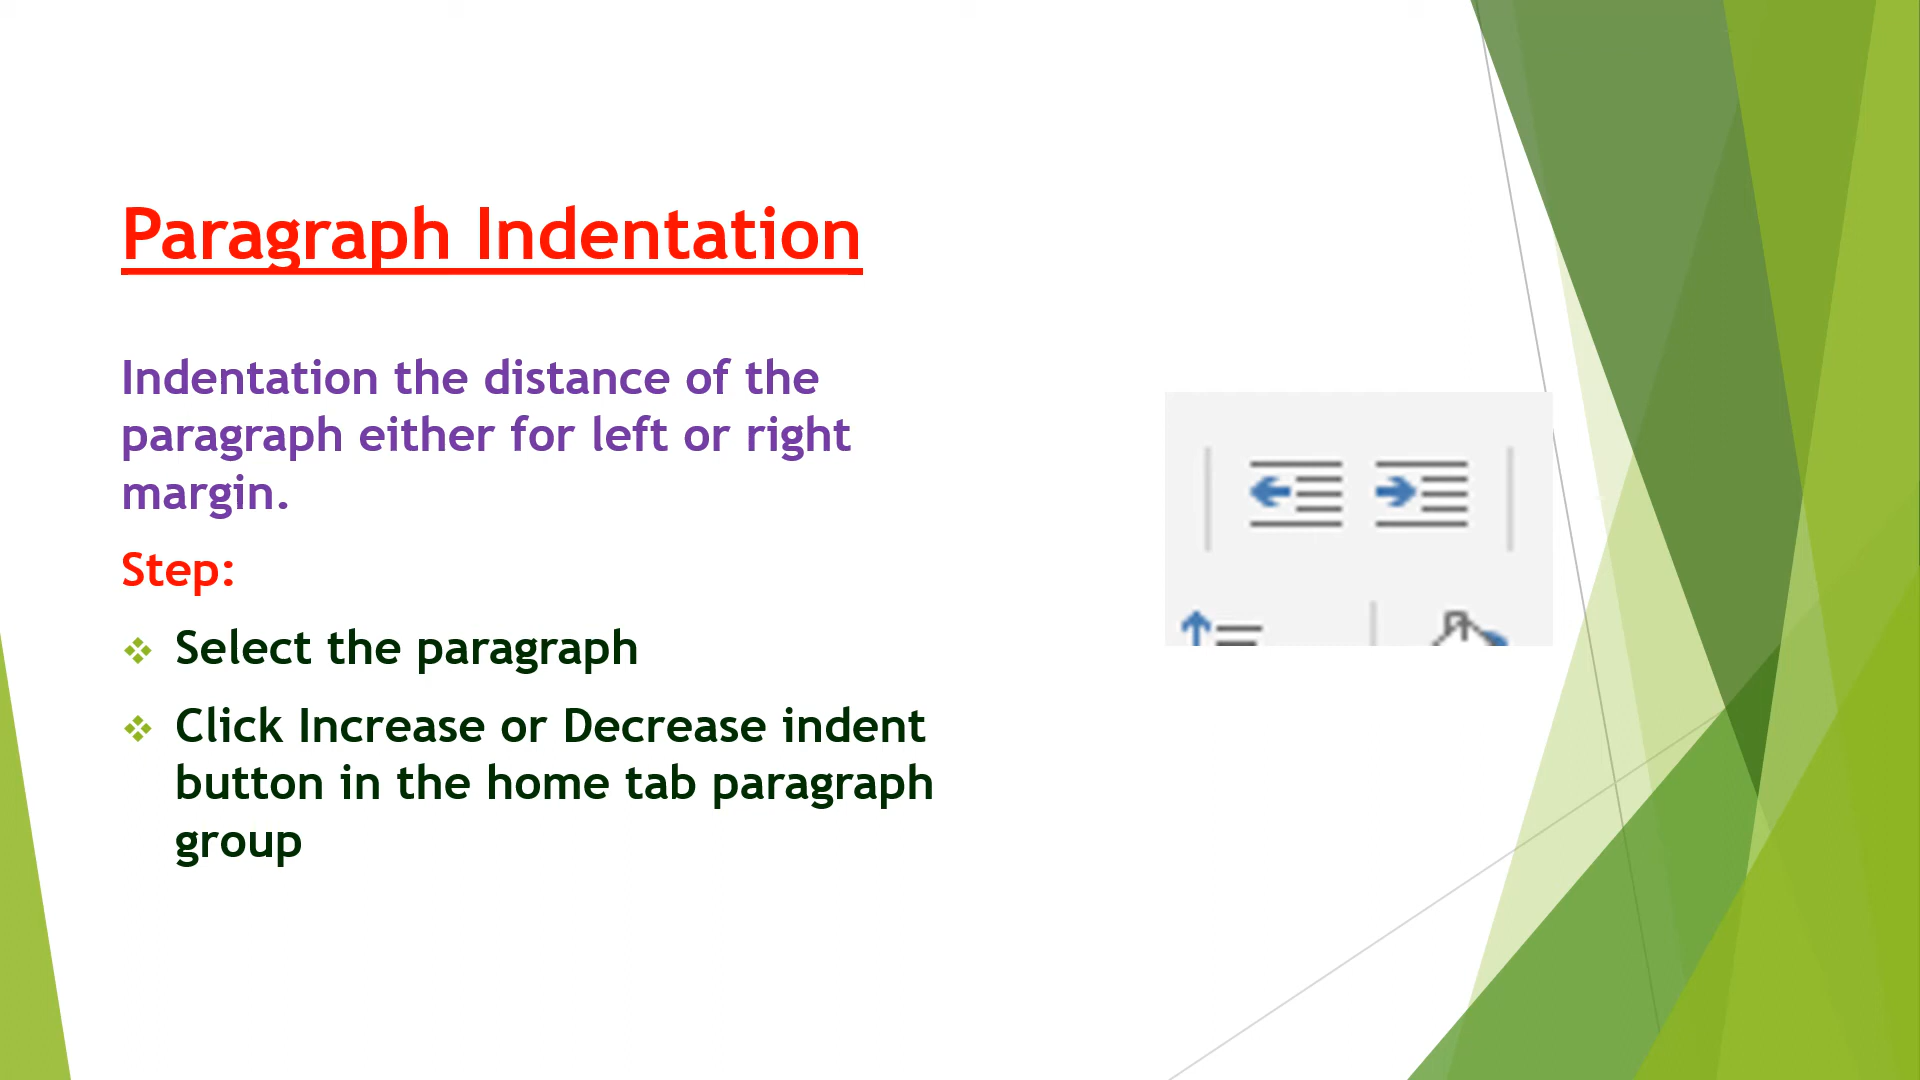 Paragraph Indentation
Indentation the distance of the
paragraph either for left or right
margin.
Step:
Select the paragraph
Click Increase or Decrease indent
button in the home tab paragraph
group